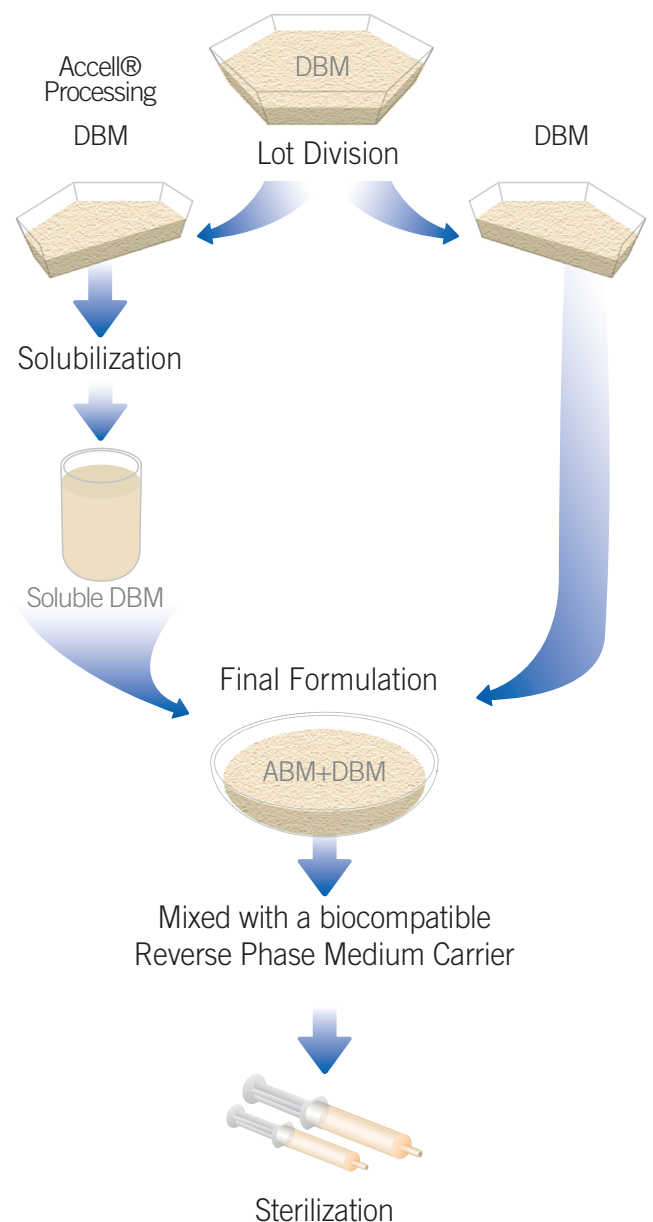 DBM
Accell®
Processing
DBM
Lot Division
DBM
Solubilization
Soluble DBM
Final Formulation
ABM+DBM
Mixed with a biocompatible
Reverse Phase Medium Carrier
Sterilization